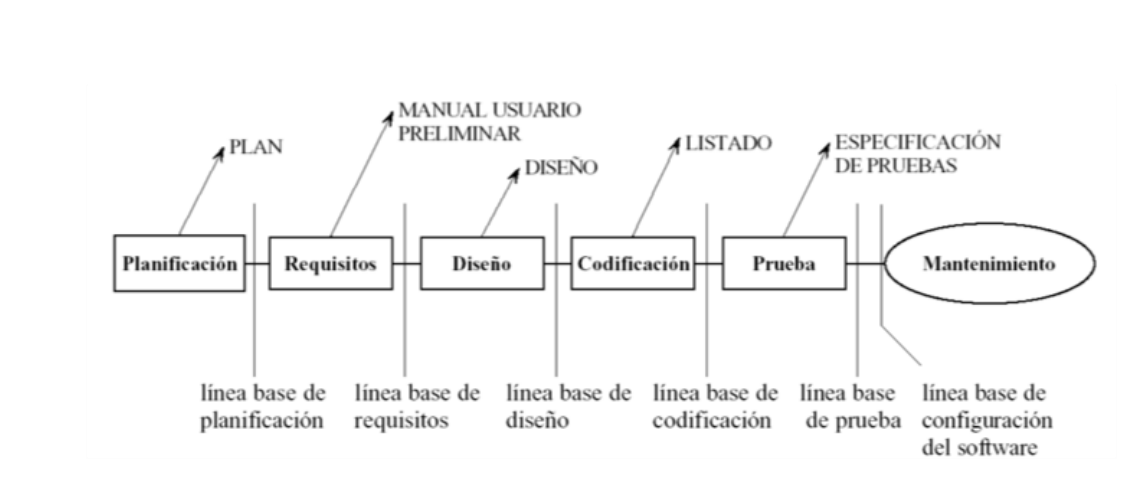 MANUAL USUARIO
PRELIMINAR
PLAN
DISEÑO
LISTADO
ESPECIFICACIÓN
DE PRUEBAS
Planificación
Requisitos
Diseño
Codificación
Prueba
Mantenimiento
línea base de
planificación
línea base de
requisitos
línea base de
diseño
línea base de
codificación
línea base
de prueba
línea base de
configuración
del software